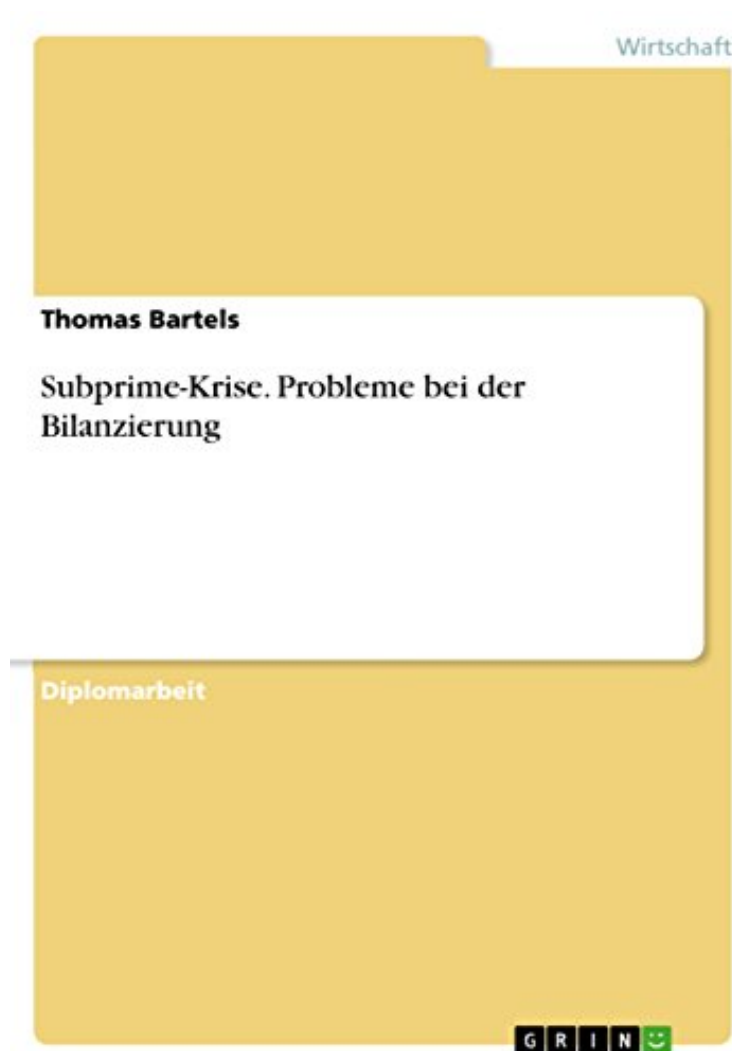 Wirtschaft
Thomas Bartels
Subprime-Krise. Probleme bei der
Bilanzierung
Diplomarbeit
GRIN